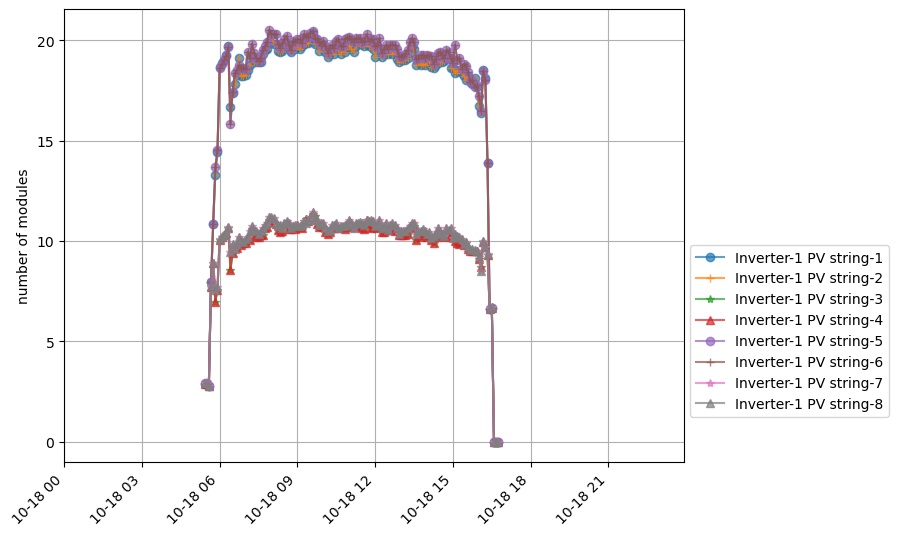 20
15
10
5
0
number of modules
10-18 00
10-18 03
10-18 06
10-18 09
10-18 12
10-18 15
10-18 18
10-18 21
Inverter-1 PV string-1
Inverter-1 PV string-2
Inverter-1 PV string-3
Inverter-1 PV string-4
Inverter-1 PV string-5
Inverter-1 PV string-6
Inverter-1 PV string-7
Inverter-1 PV string-8